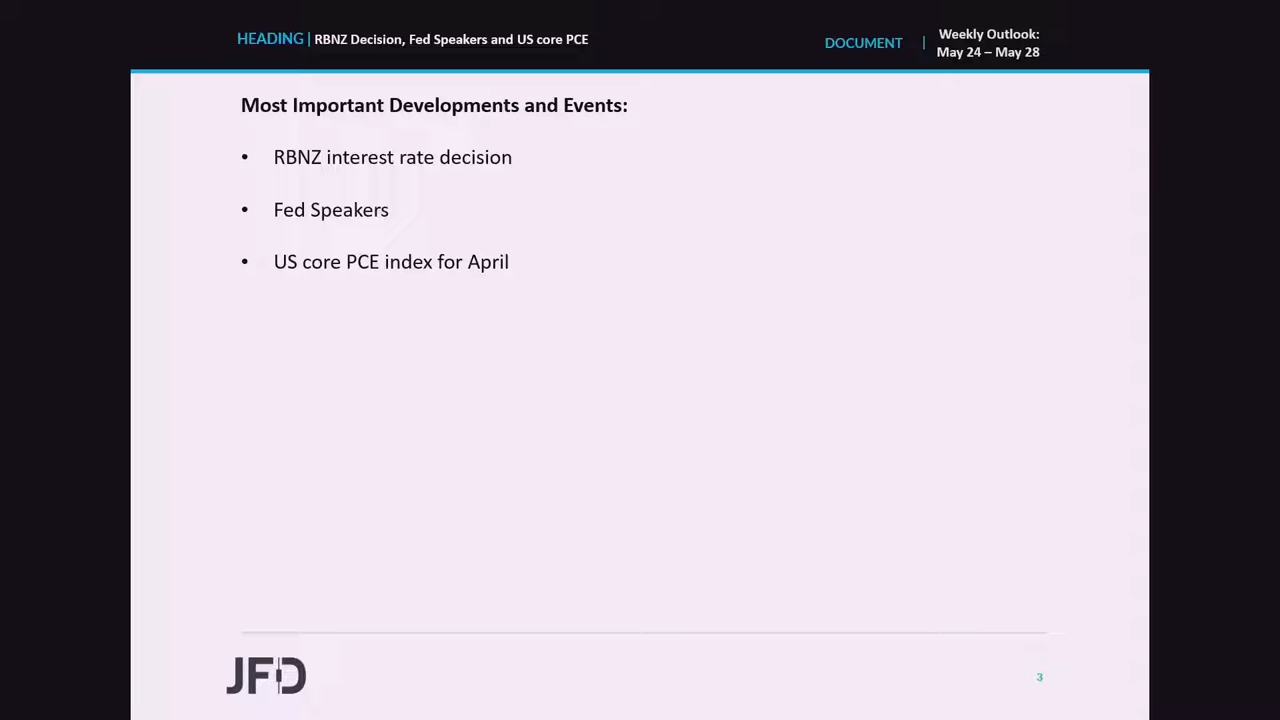 HEADING | RBNZ Decision, Fed Speakers and US core PCE
DOCUMENT | Weekly Outlook:
May 24 – May 28
Most Important Developments and Events:
• RBNZ interest rate decision
• Fed Speakers
• US core PCE index for April
JFD
3